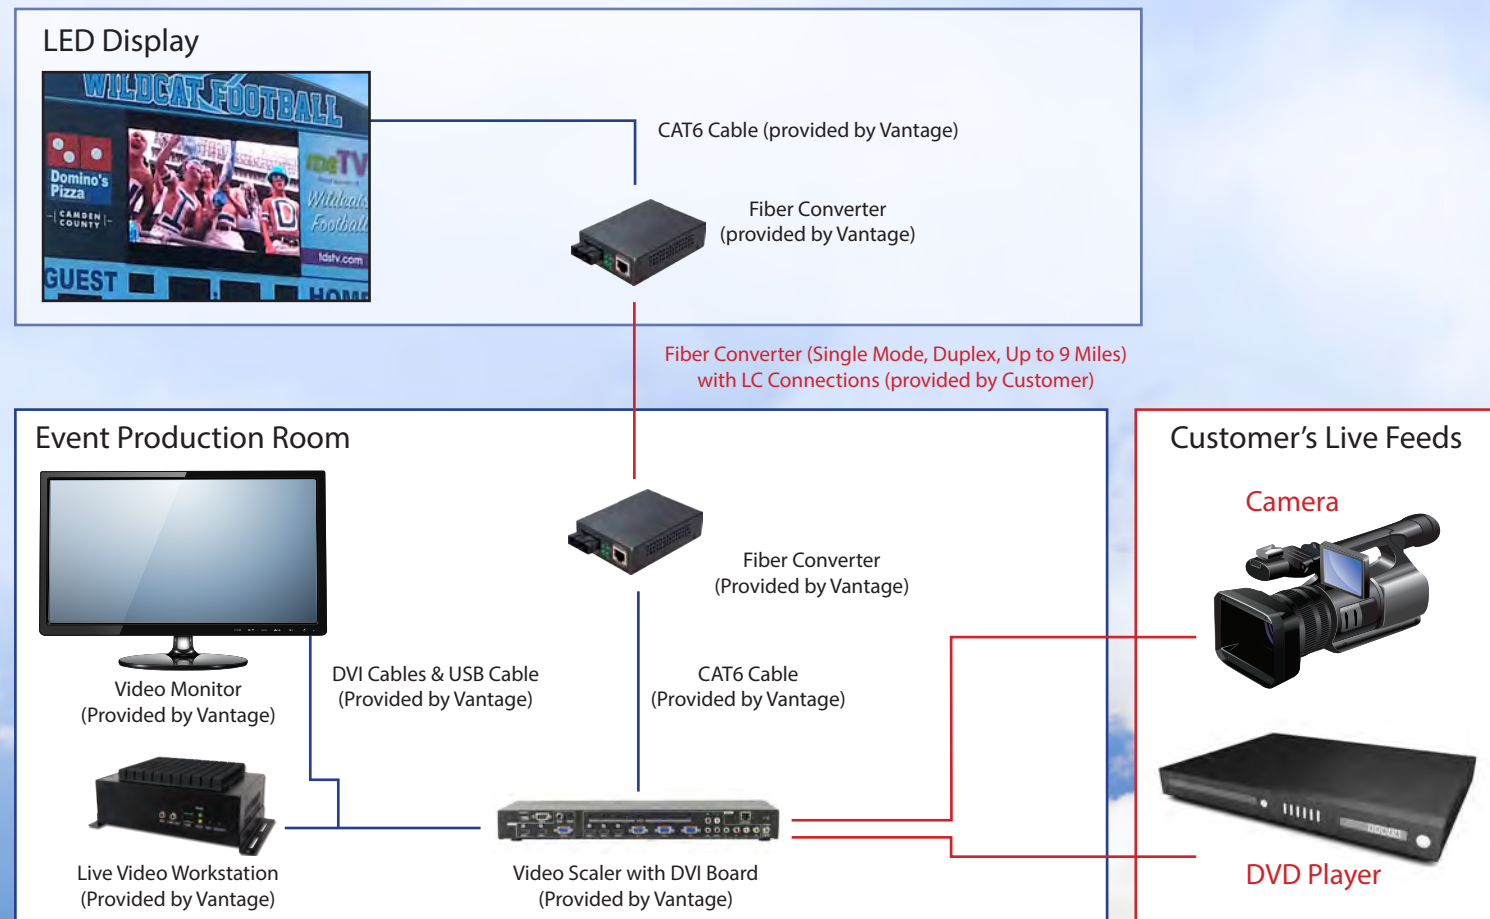 LED Display
WILDCAT FOOTBALL
Domino's
Pizza
CAMDEN
COUNTY
TDSTV
Wildcats
Football
tdstv.com
GUEST
HOME
CAT6 Cable (provided by Vantage)
Fiber Converter
(provided by Vantage)
Fiber Converter (Single Mode, Duplex, Up to 9 Miles)
with LC Connections (provided by Customer)
Event Production Room
Fiber Converter
(Provided by Vantage)
Video Monitor
(Provided by Vantage)
DVI Cables & USB Cable
(Provided by Vantage)
CAT6 Cable
(Provided by Vantage)
Live Video Workstation
(Provided by Vantage)
Video Scaler with DVI Board
(Provided by Vantage)
Customer's Live Feeds
Camera
DVD Player